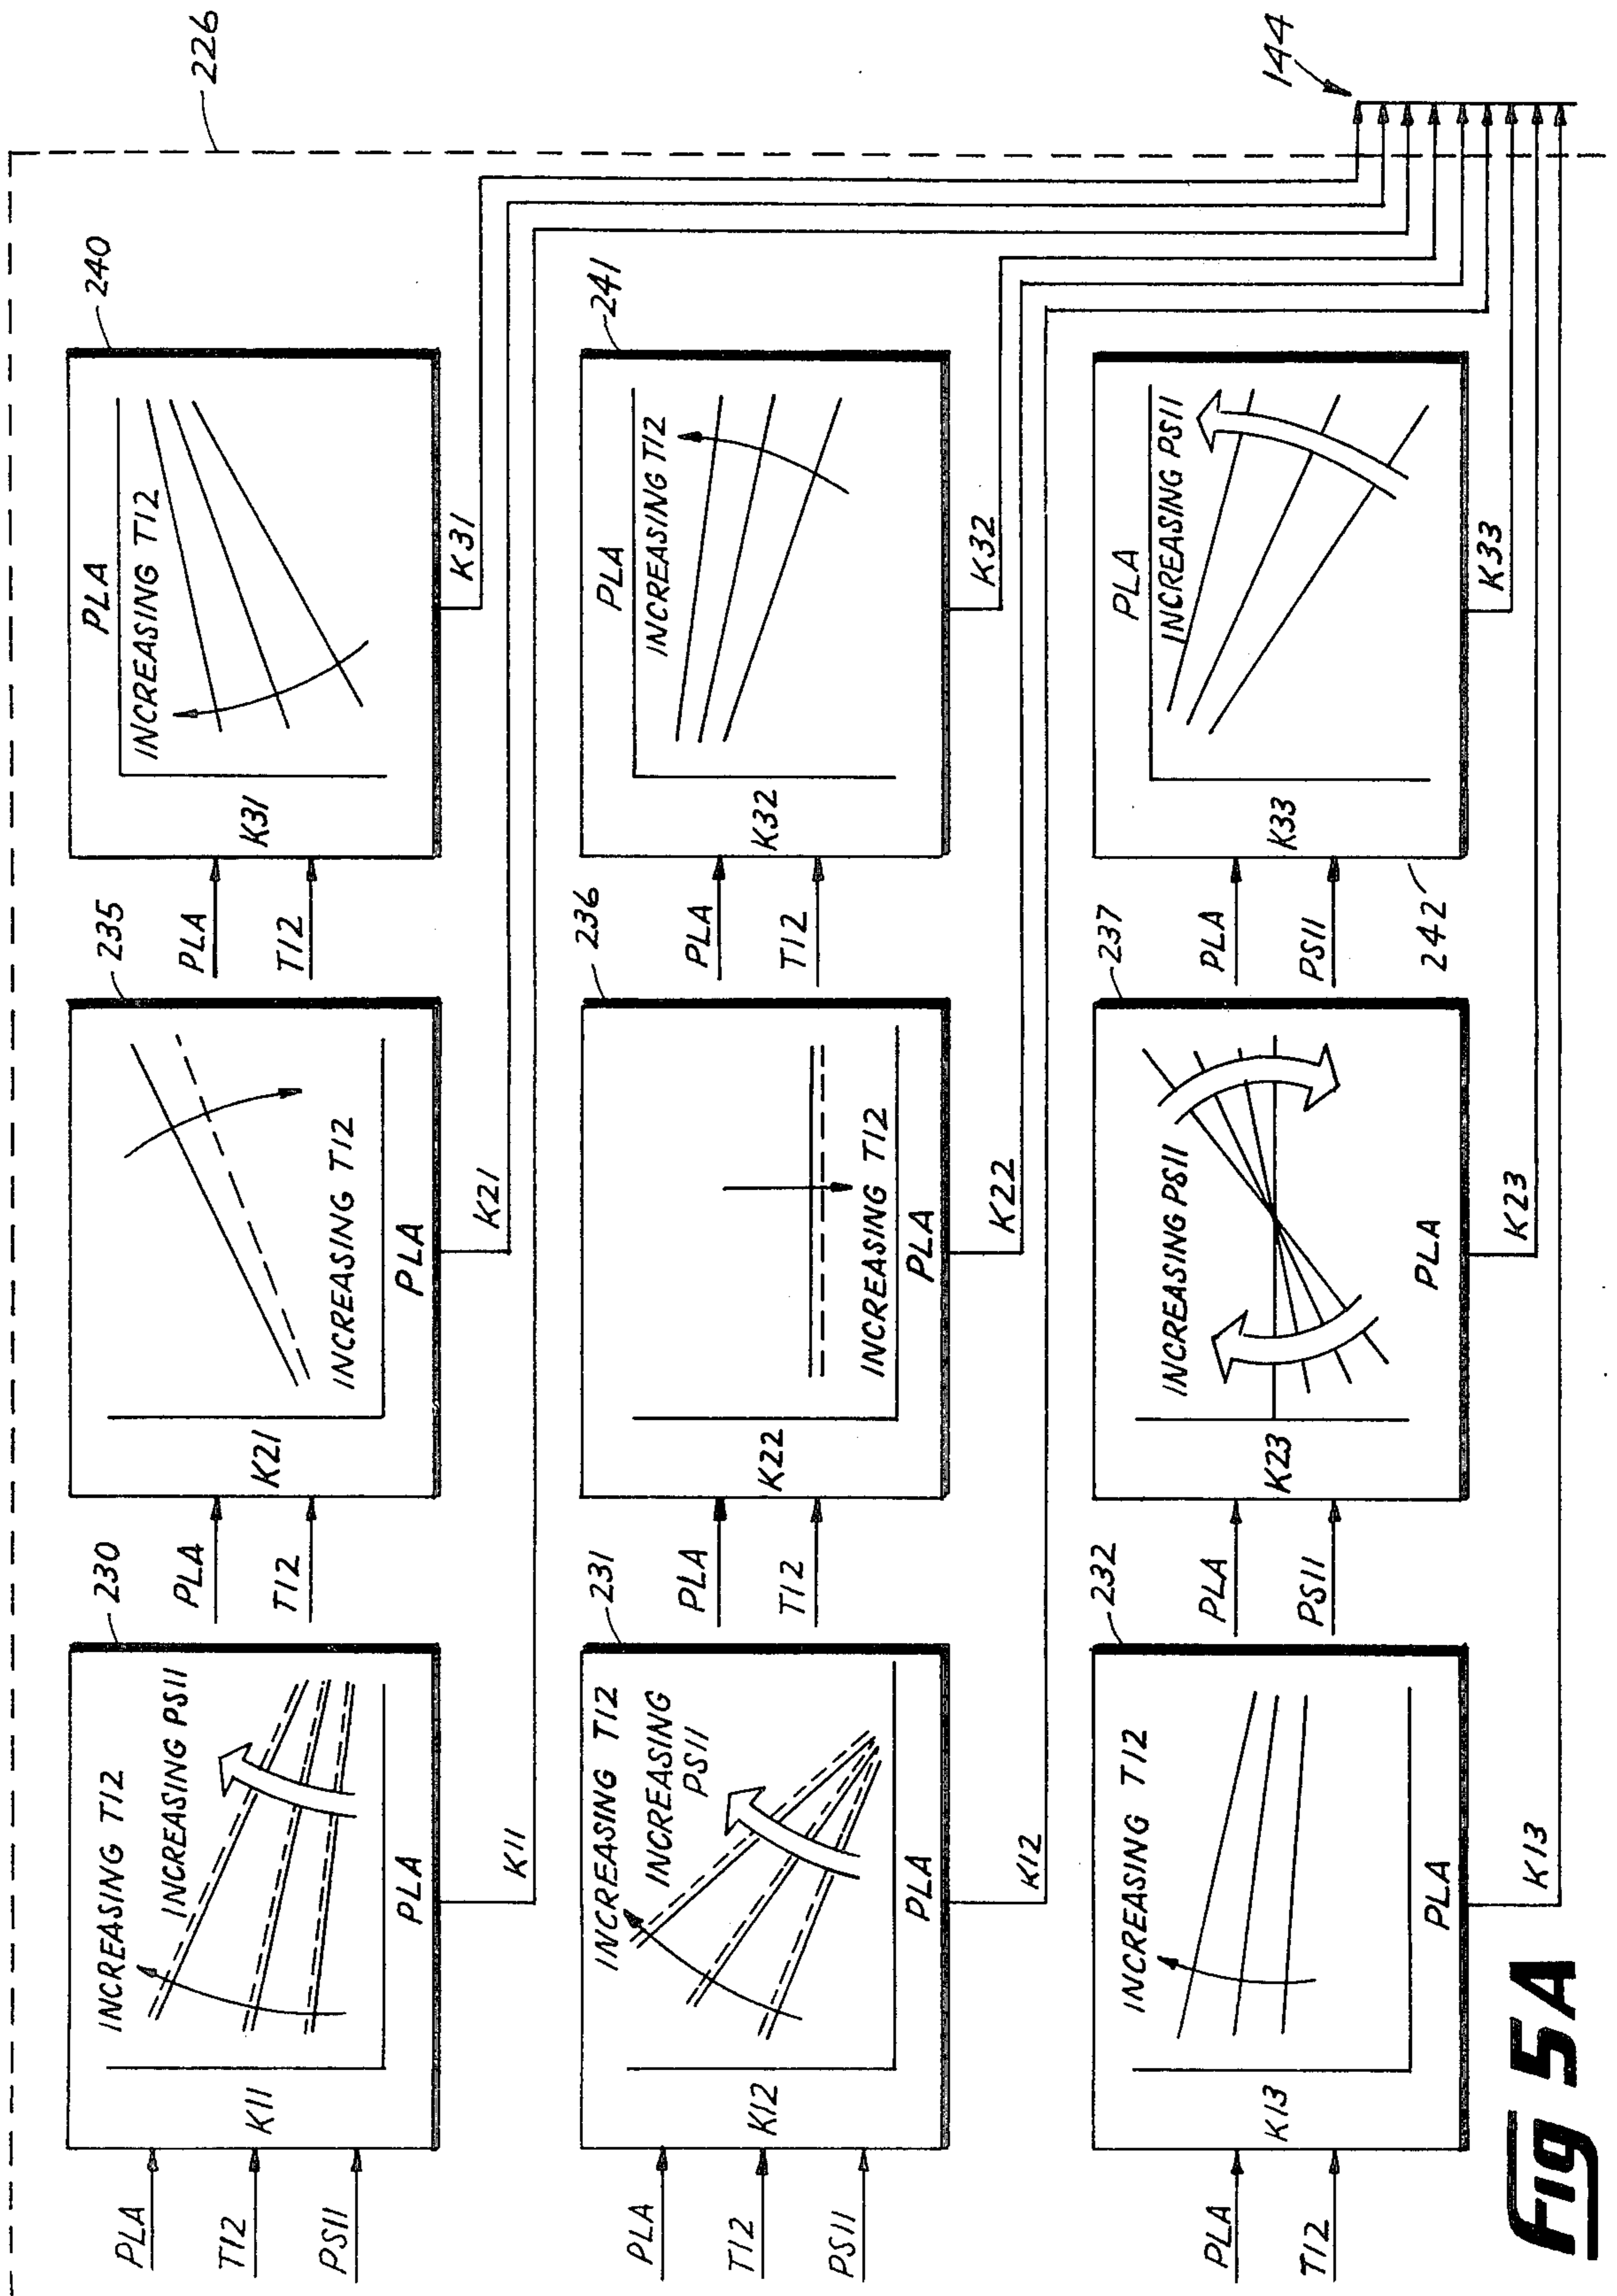 226
230
INCREASING T12
INCREASING PS11
PLA
T12
PS11
K11
PLA
K11
235
PLA
T12
K21
INCREASING T12
PLA
K21
240
PLA
T12
K31
PLA
INCREASING T12
K31
231
INCREASING T12
INCREASING
PS11
PLA
T12
PS11
K12
PLA
K12
236
PLA
T12
K22
INCREASING T12
PLA
K22
241
PLA
T12
K32
PLA
INCREASING T12
K32
144
232
INCREASING T12
PLA
T12
K13
PLA
K13
237
PLA
PS11
K23
INCREASING PS11
PLA
K23
PLA
PS11
K33
PLA
INCREASING PS11
242
K33
Fig 5A